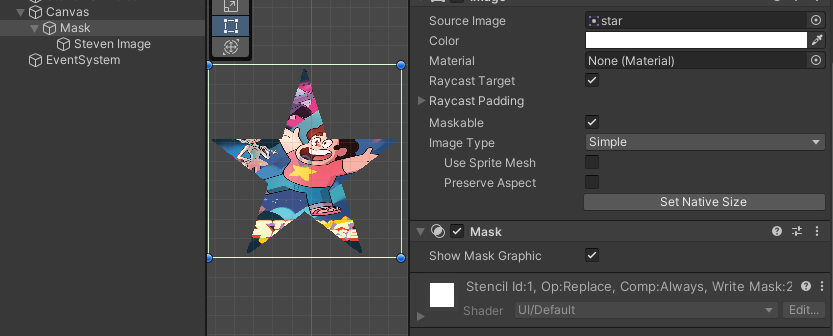 Canvas
Mask
Steven Image
EventSystem
Image
Source Image
star
Color
Material
None (Material)
Raycast Target
Raycast Padding
Maskable
Image Type
Simple
Use Sprite Mesh
Preserve Aspect
Set Native Size
Mask
Show Mask Graphic
Stencil Id:1, Op:Replace, Comp:Always, Write Mask:2
Shader
UI/Default
Edit...